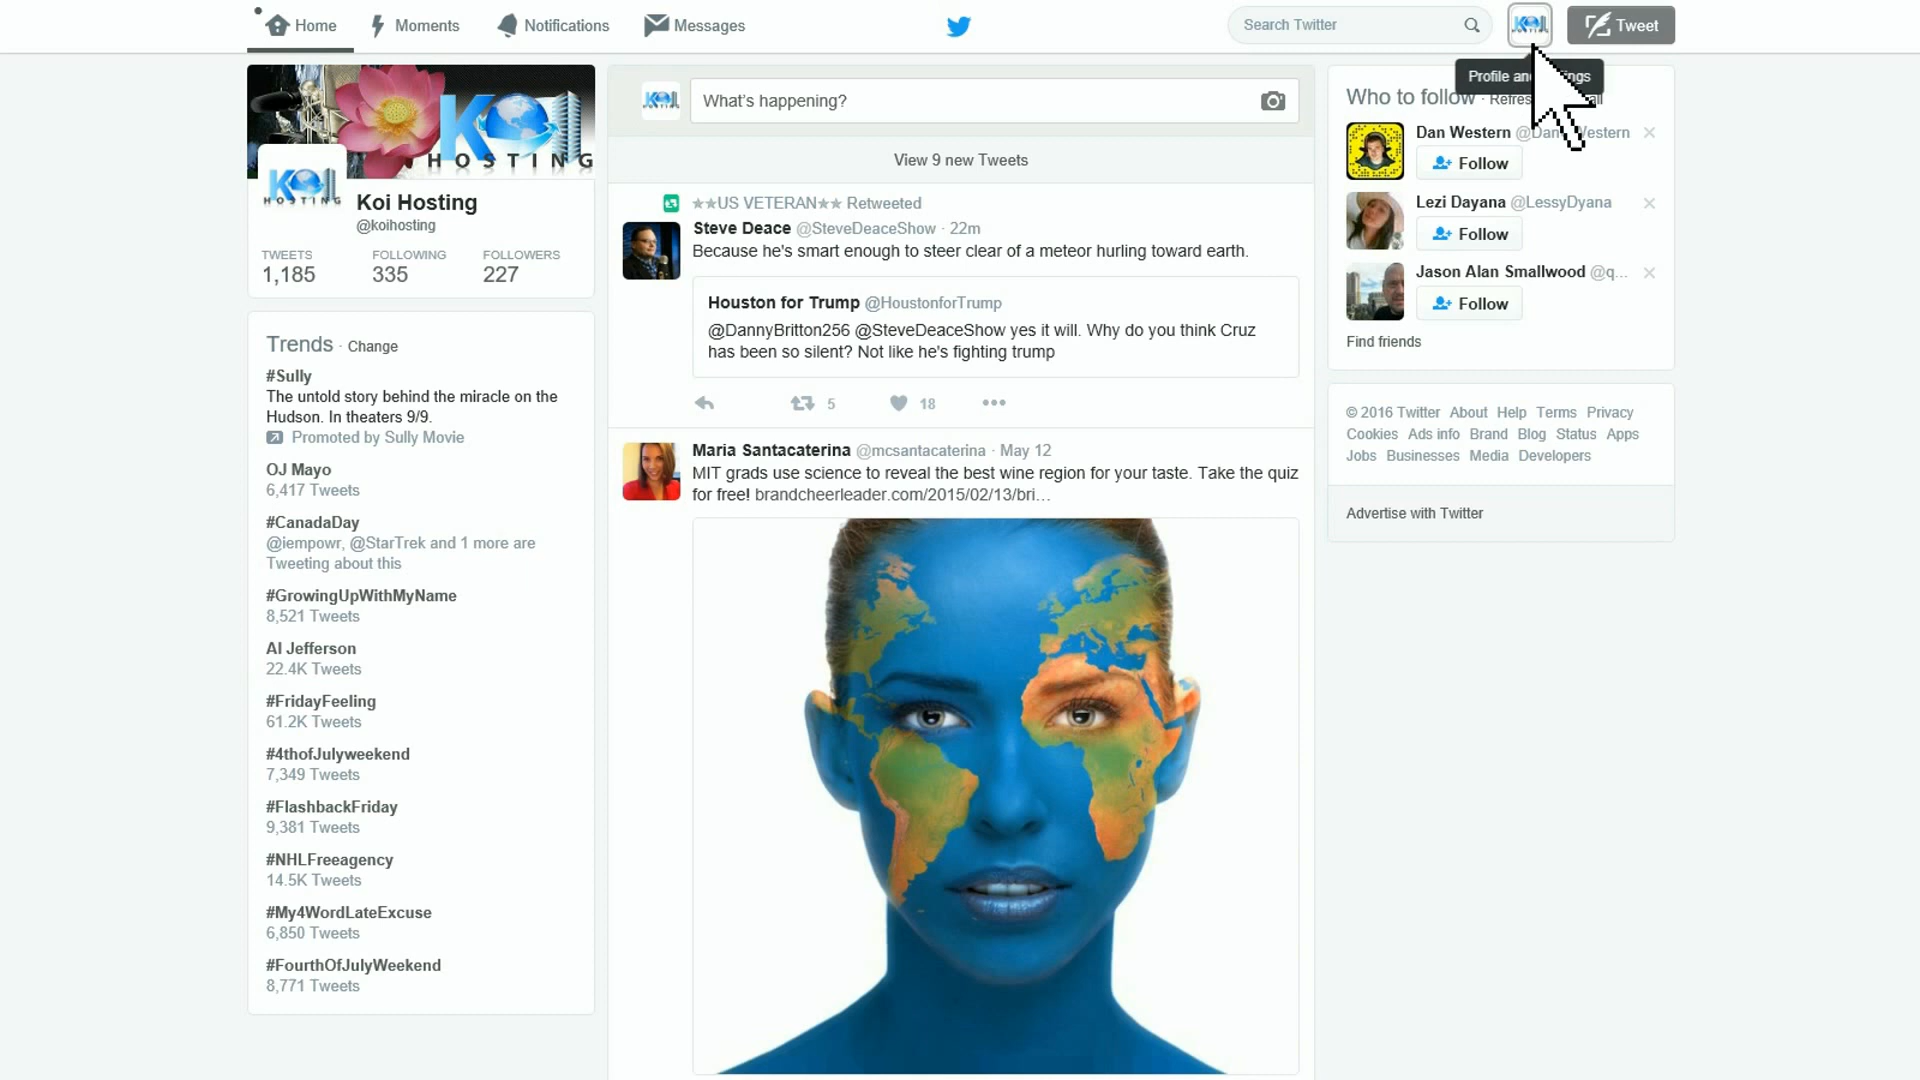 Home
Moments
Notifications
Messages
Search Twitter
KOI
HOSTING
Tweet
Profile and
KOI
HOSTING
KOI
HOSTING
Koi Hosting
@koihosting
TWEETS FOLLOWING FOLLOWERS
1,185 335 227
Trends · Change
#Sully
The untold story behind the miracle on the
Hudson. In theaters 9/9.
Promoted by Sully Movie
OJ Mayo
6,417 Tweets
#CanadaDay
@iempowr, @StarTrek and 1 more are
Tweeting about this
#GrowingUpWithMyName
8,521 Tweets
Al Jefferson
22.4K Tweets
#FridayFeeling
61.2K Tweets
#4thofJulyweekend
7,349 Tweets
#FlashbackFriday
9,381 Tweets
#NHLFreeagency
14.5K Tweets
#My4WordLateExcuse
6,850 Tweets
#FourthOfJulyWeekend
8,771 Tweets
KOI
HOSTING
What's happening?
View 9 new Tweets
★★US VETERAN★★ Retweeted
Steve Deace @SteveDeaceShow · 22m
Because he's smart enough to steer clear of a meteor hurling toward earth.
Houston for Trump @HoustonforTrump
@DannyBritton256 @SteveDeaceShow yes it will. Why do you think Cruz
has been so silent? Not like he's fighting trump
5 18
Maria Santacaterina @mcsantacaterina · May 12
MIT grads use science to reveal the best wine region for your taste. Take the quiz
for free! brandcheerleader.com/2015/02/13/bri…
Who to follow ·
Dan Western
Follow
Lezi Dayana @LessyDyana
Follow
Jason Alan Smallwood @q...
Follow
Find friends
© 2016 Twitter About Help Terms Privacy
Cookies Ads info Brand Blog Status Apps
Jobs Businesses Media Developers
Advertise with Twitter